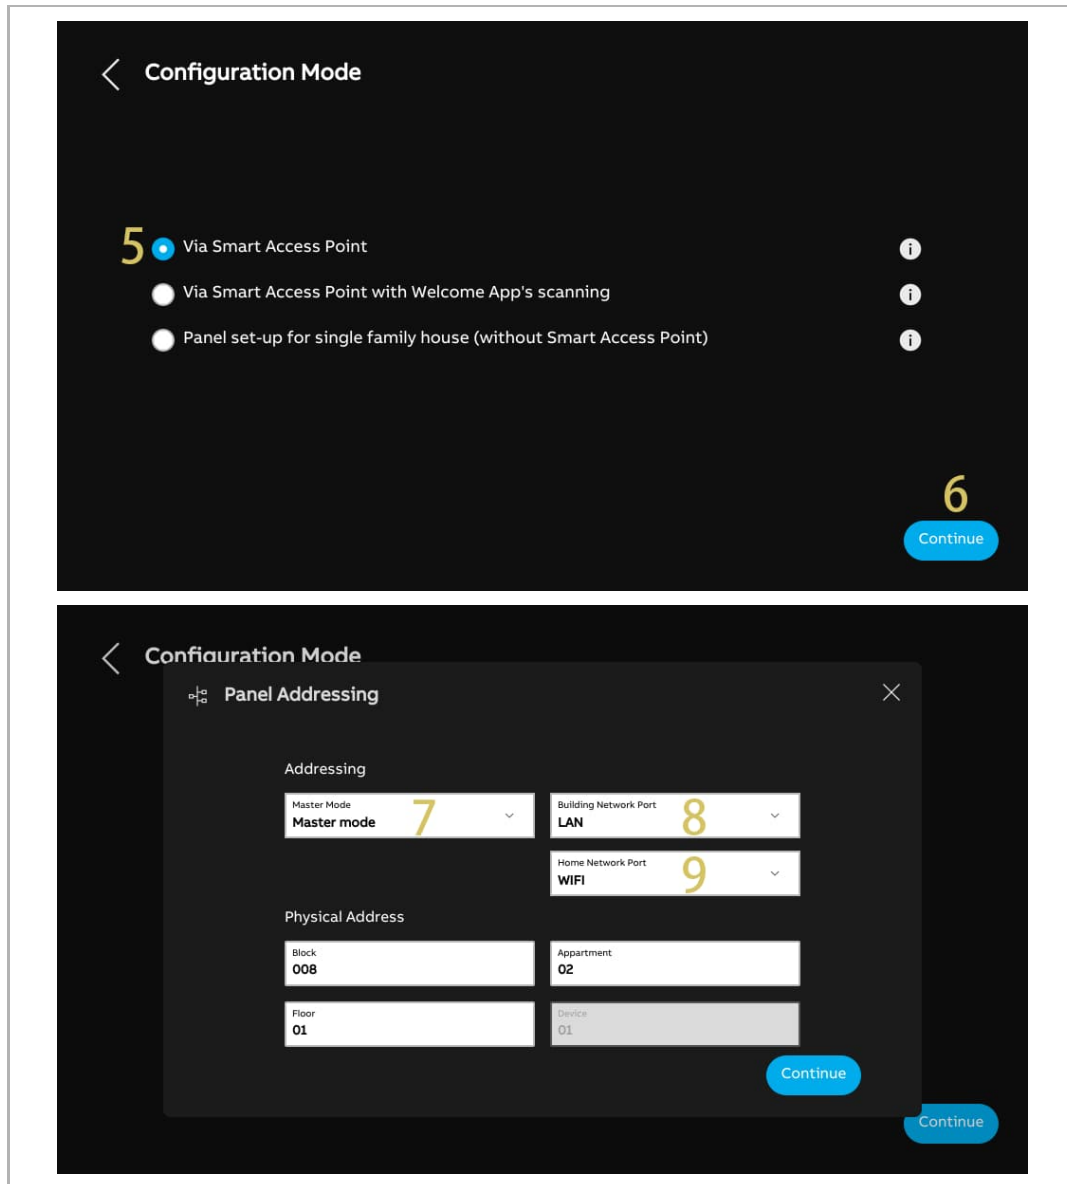 Configuration Mode
5 Via Smart Access Point i
Via Smart Access Point with Welcome App's scanning i
Panel set-up for single family house (without Smart Access Point) i
6
Continue
Configuration Mode
Panel Addressing
Addressing
Master Mode
Master mode 7
Building Network Port
LAN 8
Home Network Port
WIFI 9
Physical Address
Block
008
Appartment
02
Floor
01
Device
01
Continue
Continue